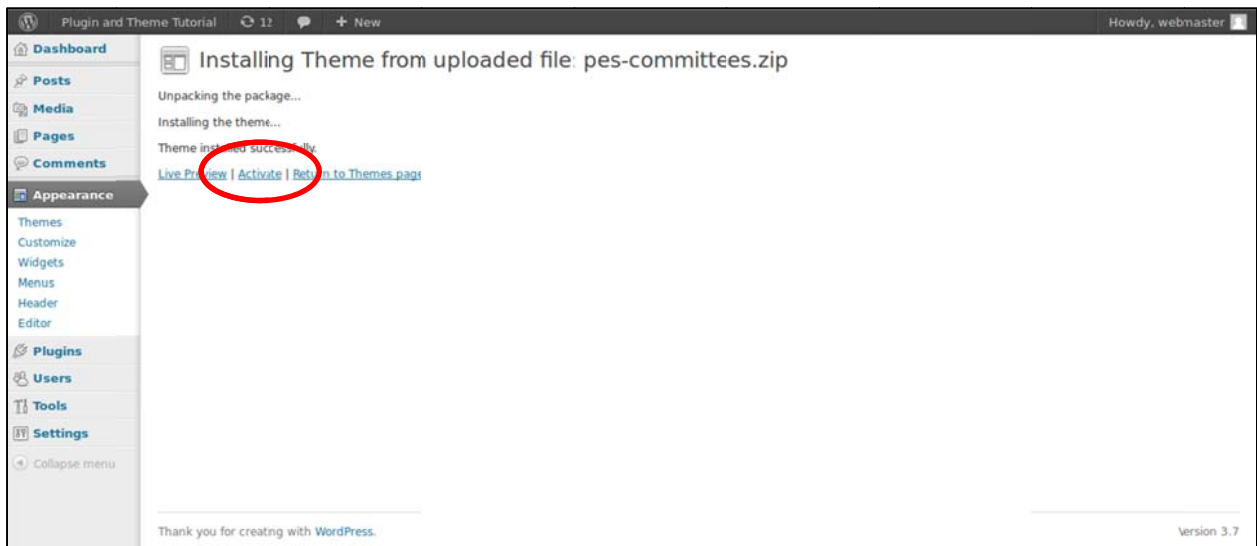 Plugin and Theme Tutorial 12 + New Howdy, webmaster
Dashboard
Posts
Media
Pages
Comments
Appearance
Themes
Customize
Widgets
Menus
Header
Editor
Plugins
Users
Tools
Settings
Collapse menu
Installing Theme from uploaded file: pes-committees.zip
Unpacking the package...
Installing the theme...
Theme installed successfully.
Live Preview | Activate | Return to Themes page
Thank you for creating with WordPress. Version 3.7